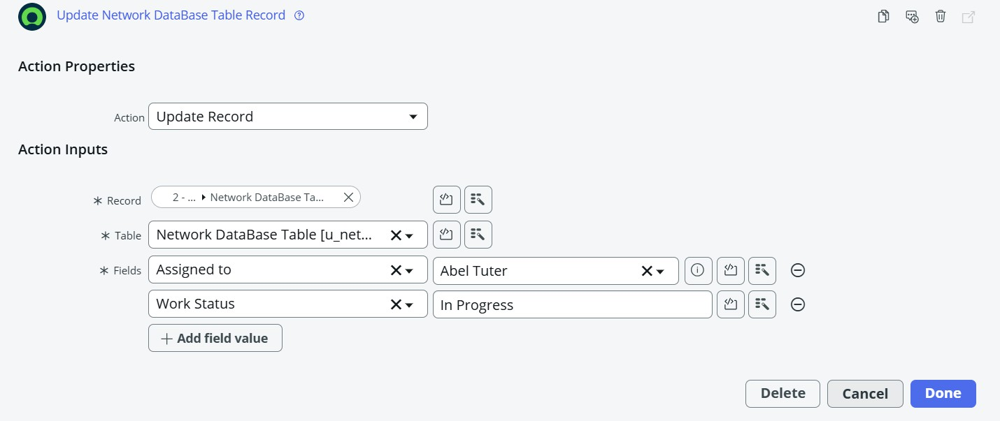 Update Network DataBase Table Record
Action Properties
Action Update Record
Action Inputs
* Record 2 - ... Network DataBase Ta...
* Table Network DataBase Table [u_net...
* Fields Assigned to Abel Tuter
Work Status In Progress
+ Add field value
Delete Cancel Done